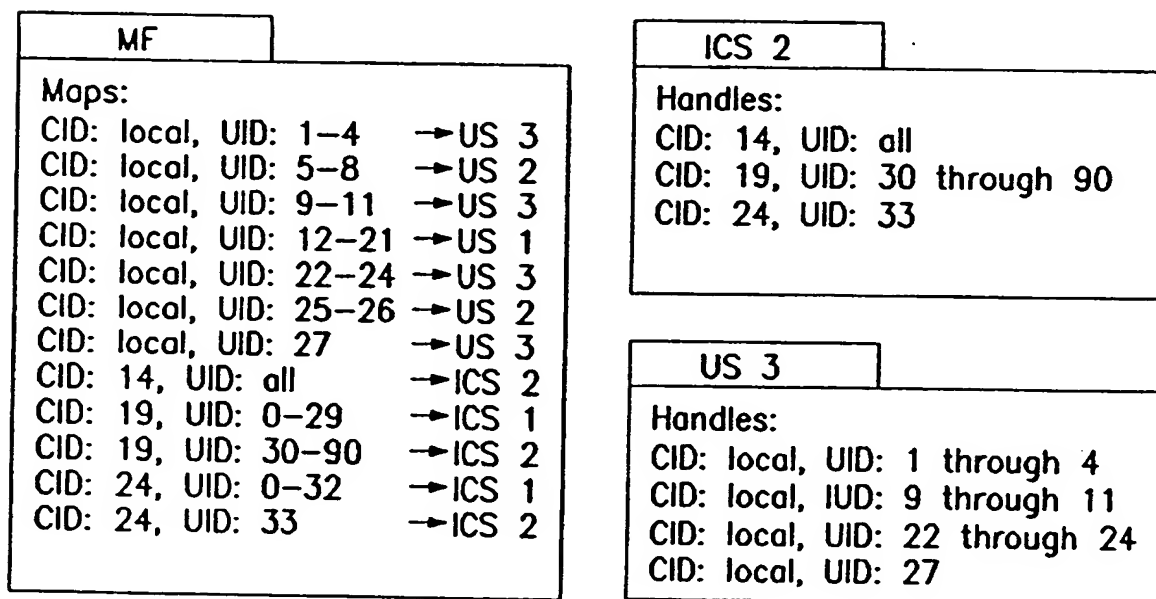 MF
Maps:
CID: local, UID: 1–4 →US 3
CID: local, UID: 5–8 →US 2
CID: local, UID: 9–11 →US 3
CID: local, UID: 12–21 →US 1
CID: local, UID: 22–24 →US 3
CID: local, UID: 25–26 →US 2
CID: local, UID: 27 →US 3
CID: 14, UID: all →ICS 2
CID: 19, UID: 0–29 →ICS 1
CID: 19, UID: 30–90 →ICS 2
CID: 24, UID: 0–32 →ICS 1
CID: 24, UID: 33 →ICS 2
ICS 2
Handles:
CID: 14, UID: all
CID: 19, UID: 30 through 90
CID: 24, UID: 33
US 3
Handles:
CID: local, UID: 1 through 4
CID: local, IUD: 9 through 11
CID: local, UID: 22 through 24
CID: local, UID: 27